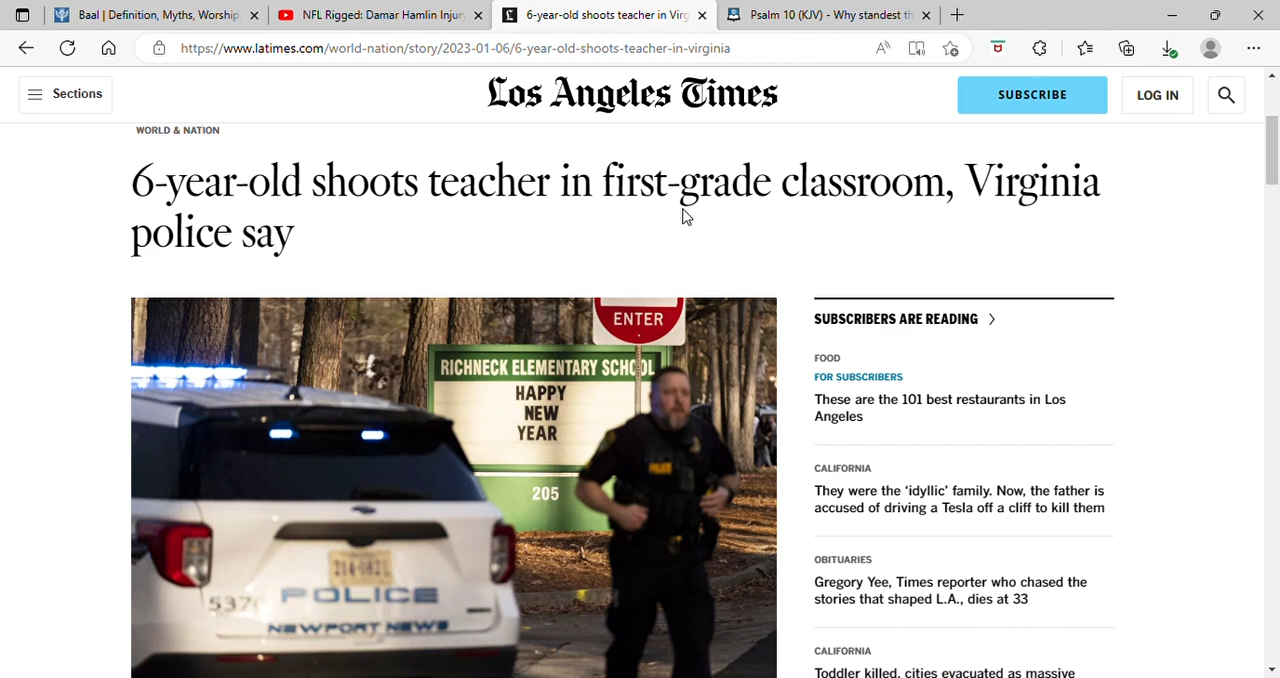 Baal | Definition, Myths, Worship,
NFL Rigged: Damar Hamlin Injur
6-year-old shoots teacher in Virg
Psalm 10 (KJV) - Why standest th
https://www.latimes.com/world-nation/story/2023-01-06/6-year-old-shoots-teacher-in-virginia
Sections
Los Angeles Times
SUBSCRIBE
LOG IN
WORLD & NATION
6-year-old shoots teacher in first-grade classroom, Virginia
police say
ENTER
RICHNECK ELEMENTARY SCHOOL
HAPPY
NEW
YEAR
205
POLICE
537
POLICE
NEWPORT NEWS
SUBSCRIBERS ARE READING
FOOD
FOR SUBSCRIBERS
These are the 101 best restaurants in Los
Angeles
CALIFORNIA
They were the ‘idyllic’ family. Now, the father is
accused of driving a Tesla off a cliff to kill them
OBITUARIES
Gregory Yee, Times reporter who chased the
stories that shaped L.A., dies at 33
CALIFORNIA
Toddler killed, cities evacuated as massive